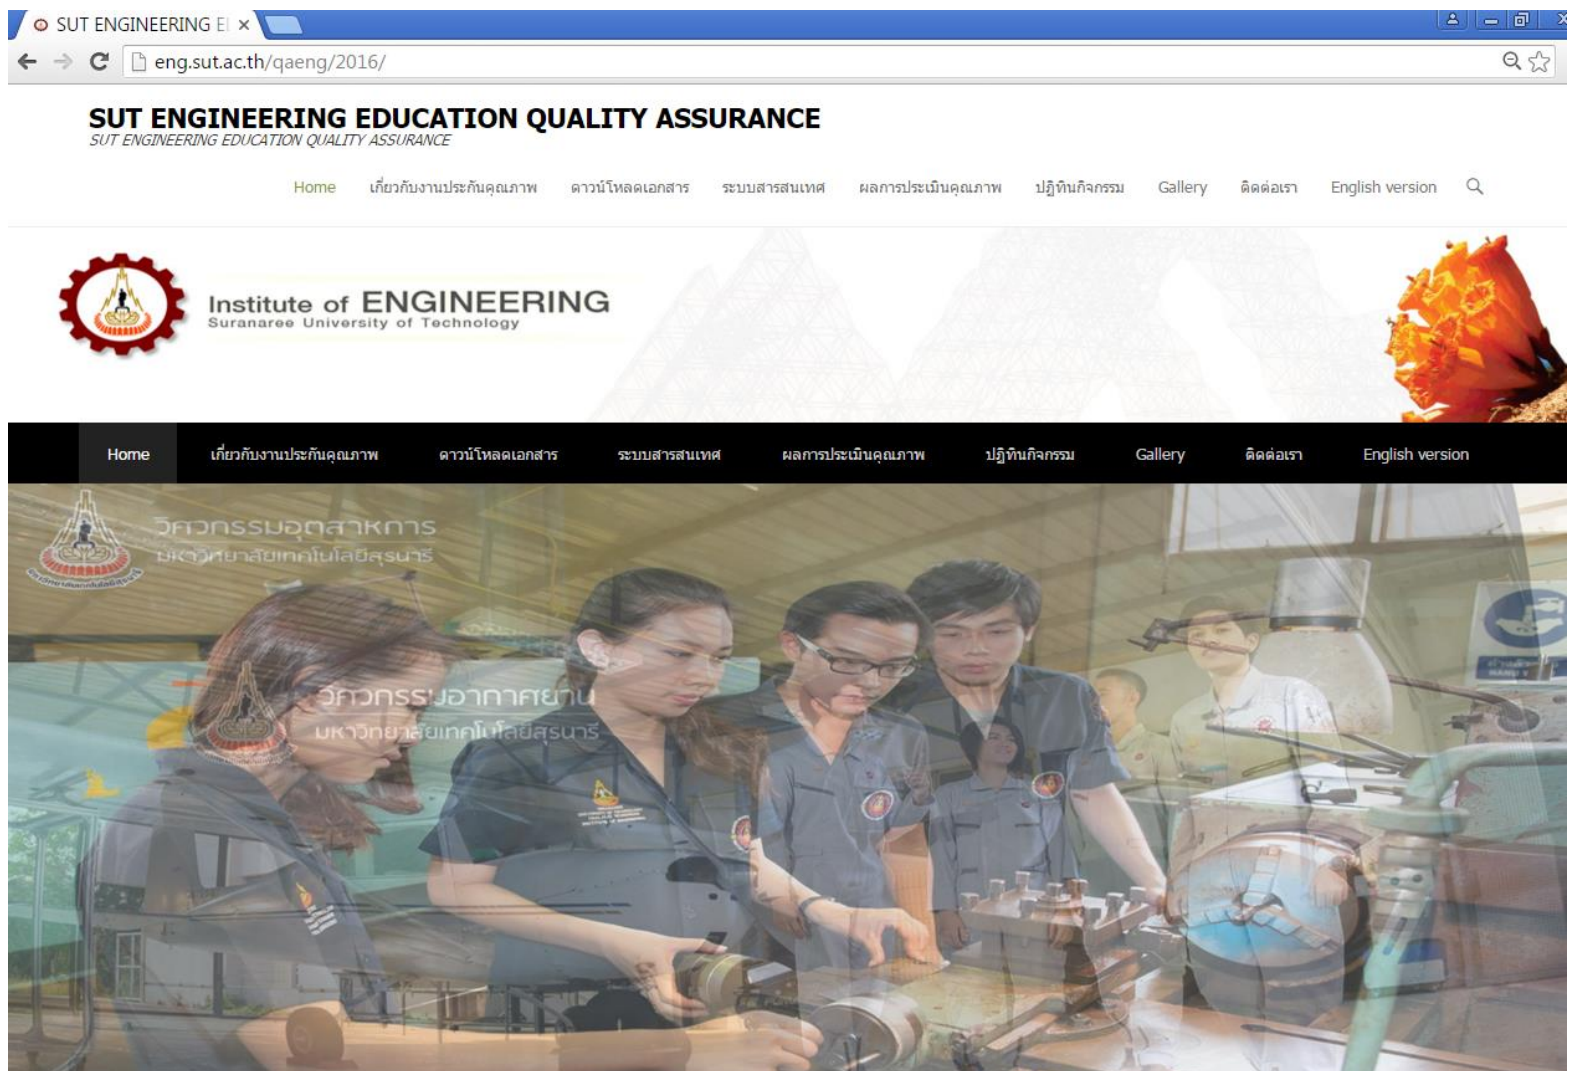 SUT ENGINEERING E
eng.sut.ac.th/qaeng/2016/
SUT ENGINEERING EDUCATION QUALITY ASSURANCE
SUT ENGINEERING EDUCATION QUALITY ASSURANCE
Home เกี่ยวกับงานประกันคุณภาพ ดาวน์โหลดเอกสาร ระบบสารสนเทศ ผลการประเมินคุณภาพ ปฏิทินกิจกรรม Gallery ติดต่อเรา English version
Institute of ENGINEERING
Suranaree University of Technology
Home เกี่ยวกับงานประกันคุณภาพ ดาวน์โหลดเอกสาร ระบบสารสนเทศ ผลการประเมินคุณภาพ ปฏิทินกิจกรรม Gallery ติดต่อเรา English version
วิศวกรรมอุตสาหการ
มหาวิทยาลัยเทคโนโลยีสุรนารี
วิศวกรรมอากาศยาน
มหาวิทยาลัยเทคโนโลยีสุรนารี